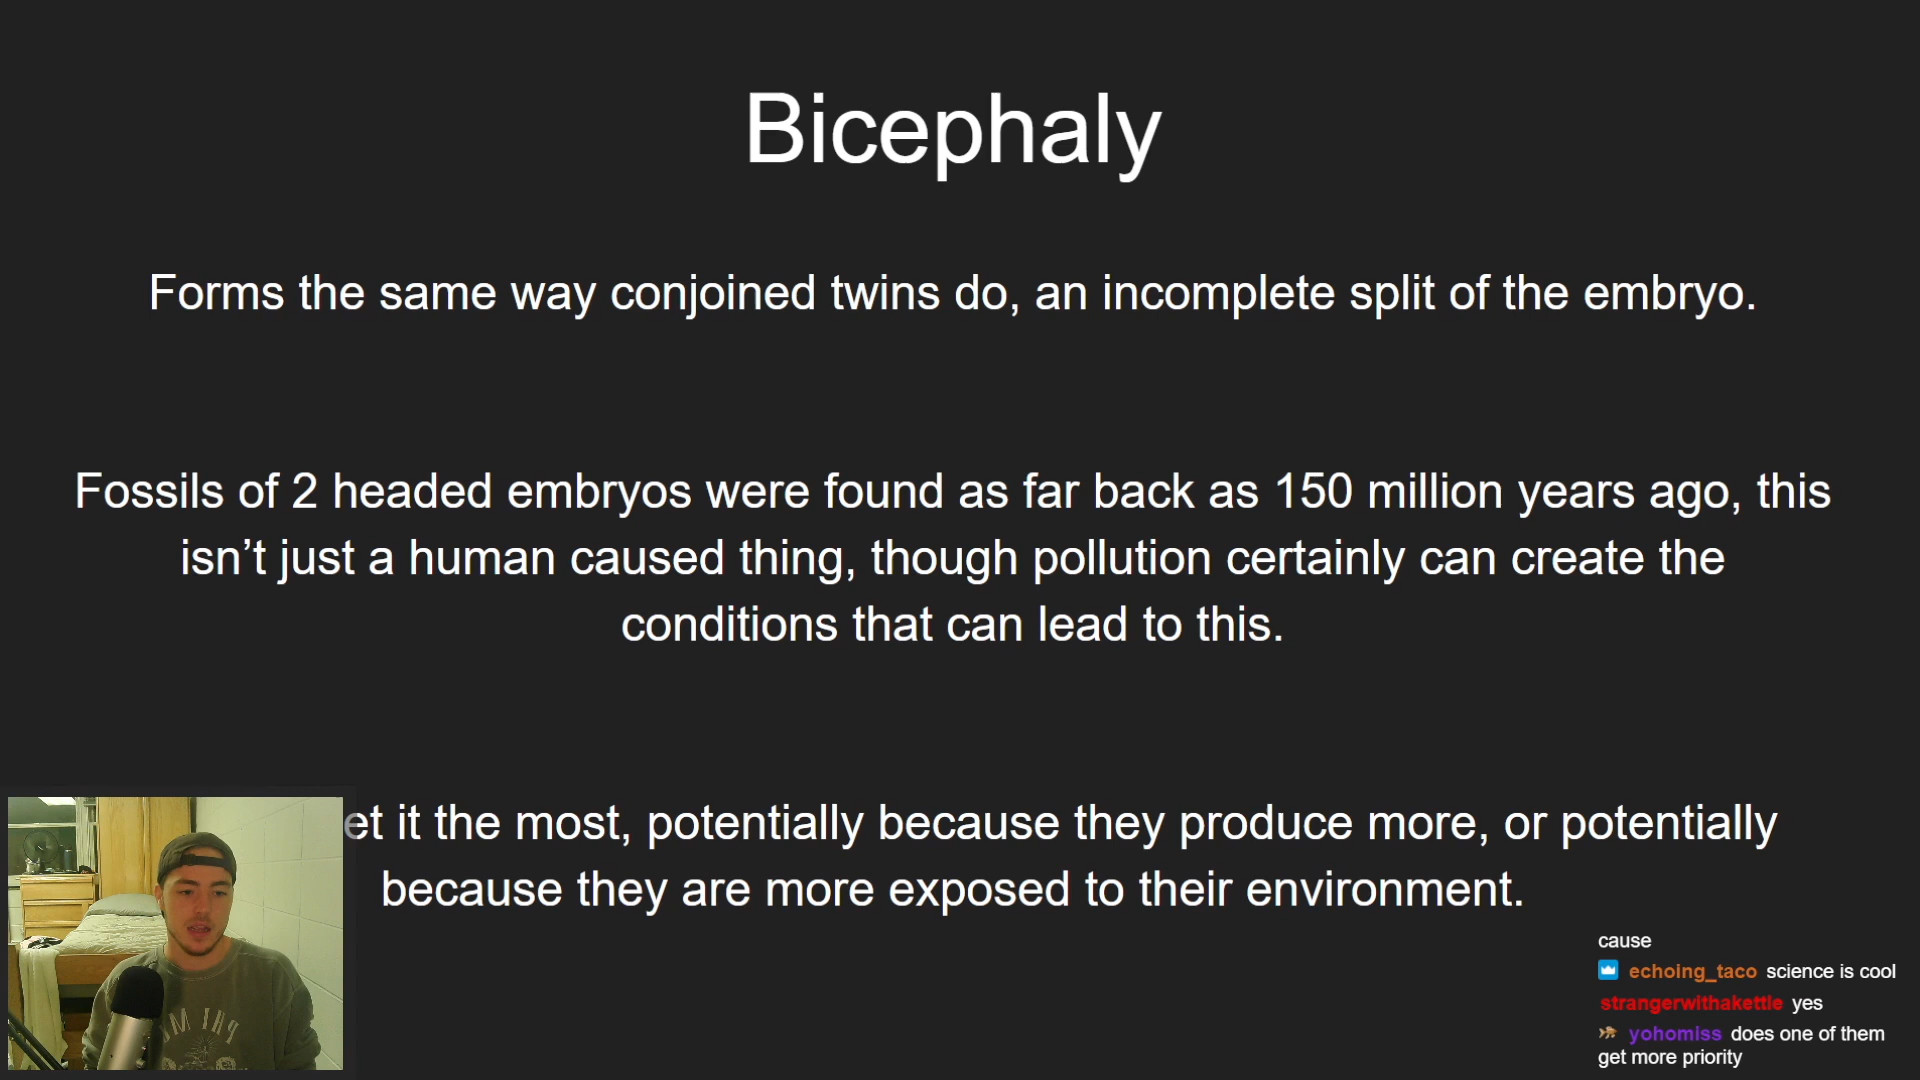 Bicephaly
Forms the same way conjoined twins do, an incomplete split of the embryo.
Fossils of 2 headed embryos were found as far back as 150 million years ago, this
isn’t just a human caused thing, though pollution certainly can create the
conditions that can lead to this.
et it the most, potentially because they produce more, or potentially
because they are more exposed to their environment.
cause
echoing_taco science is cool
strangerwithakettle yes
yohomiss does one of them
get more priority